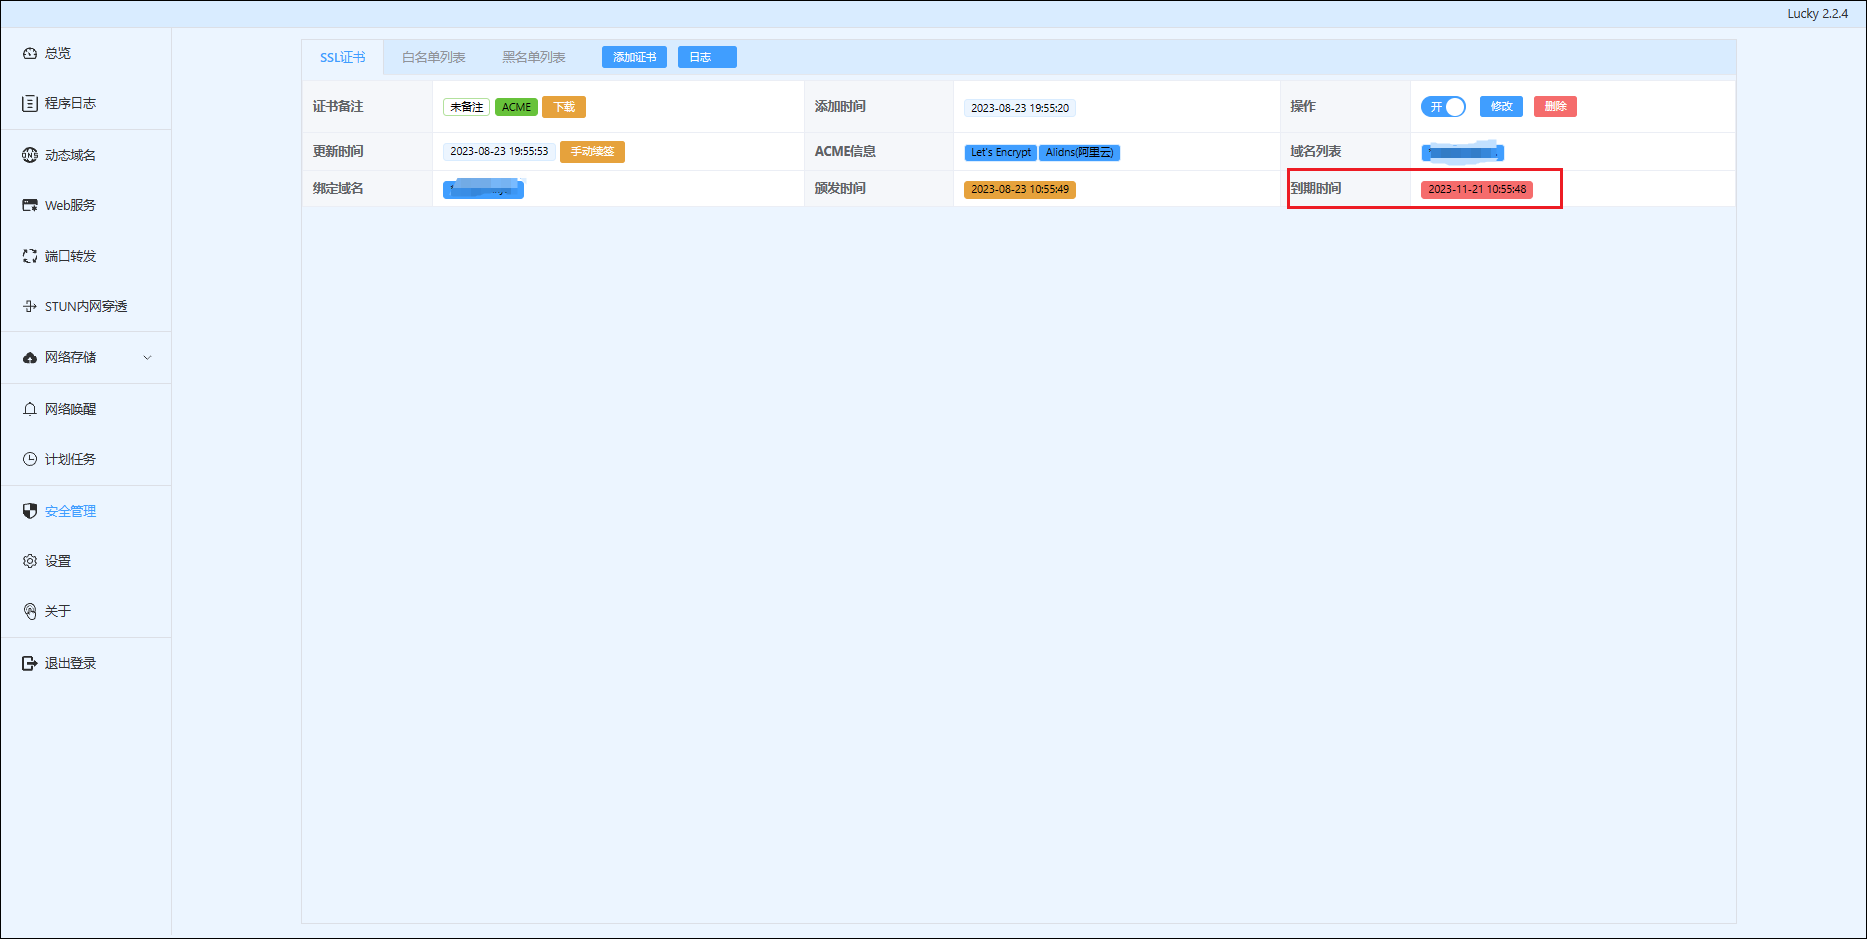 Lucky 2.2.4
总览
程序日志
动态域名
Web服务
端口转发
STUN内网穿透
网络存储
网络唤醒
计划任务
安全管理
设置
关于
退出登录
SSL证书 白名单列表 黑名单列表 添加证书 日志
证书备注 未备注 ACME 下载 添加时间 2023-08-23 19:55:20 操作 开 修改 删除
更新时间 2023-08-23 19:55:53 手动续签 ACME信息 Let's Encrypt Alidns(阿里云) 域名列表
绑定域名 颁发时间 2023-08-23 10:55:49 到期时间 2023-11-21 10:55:48